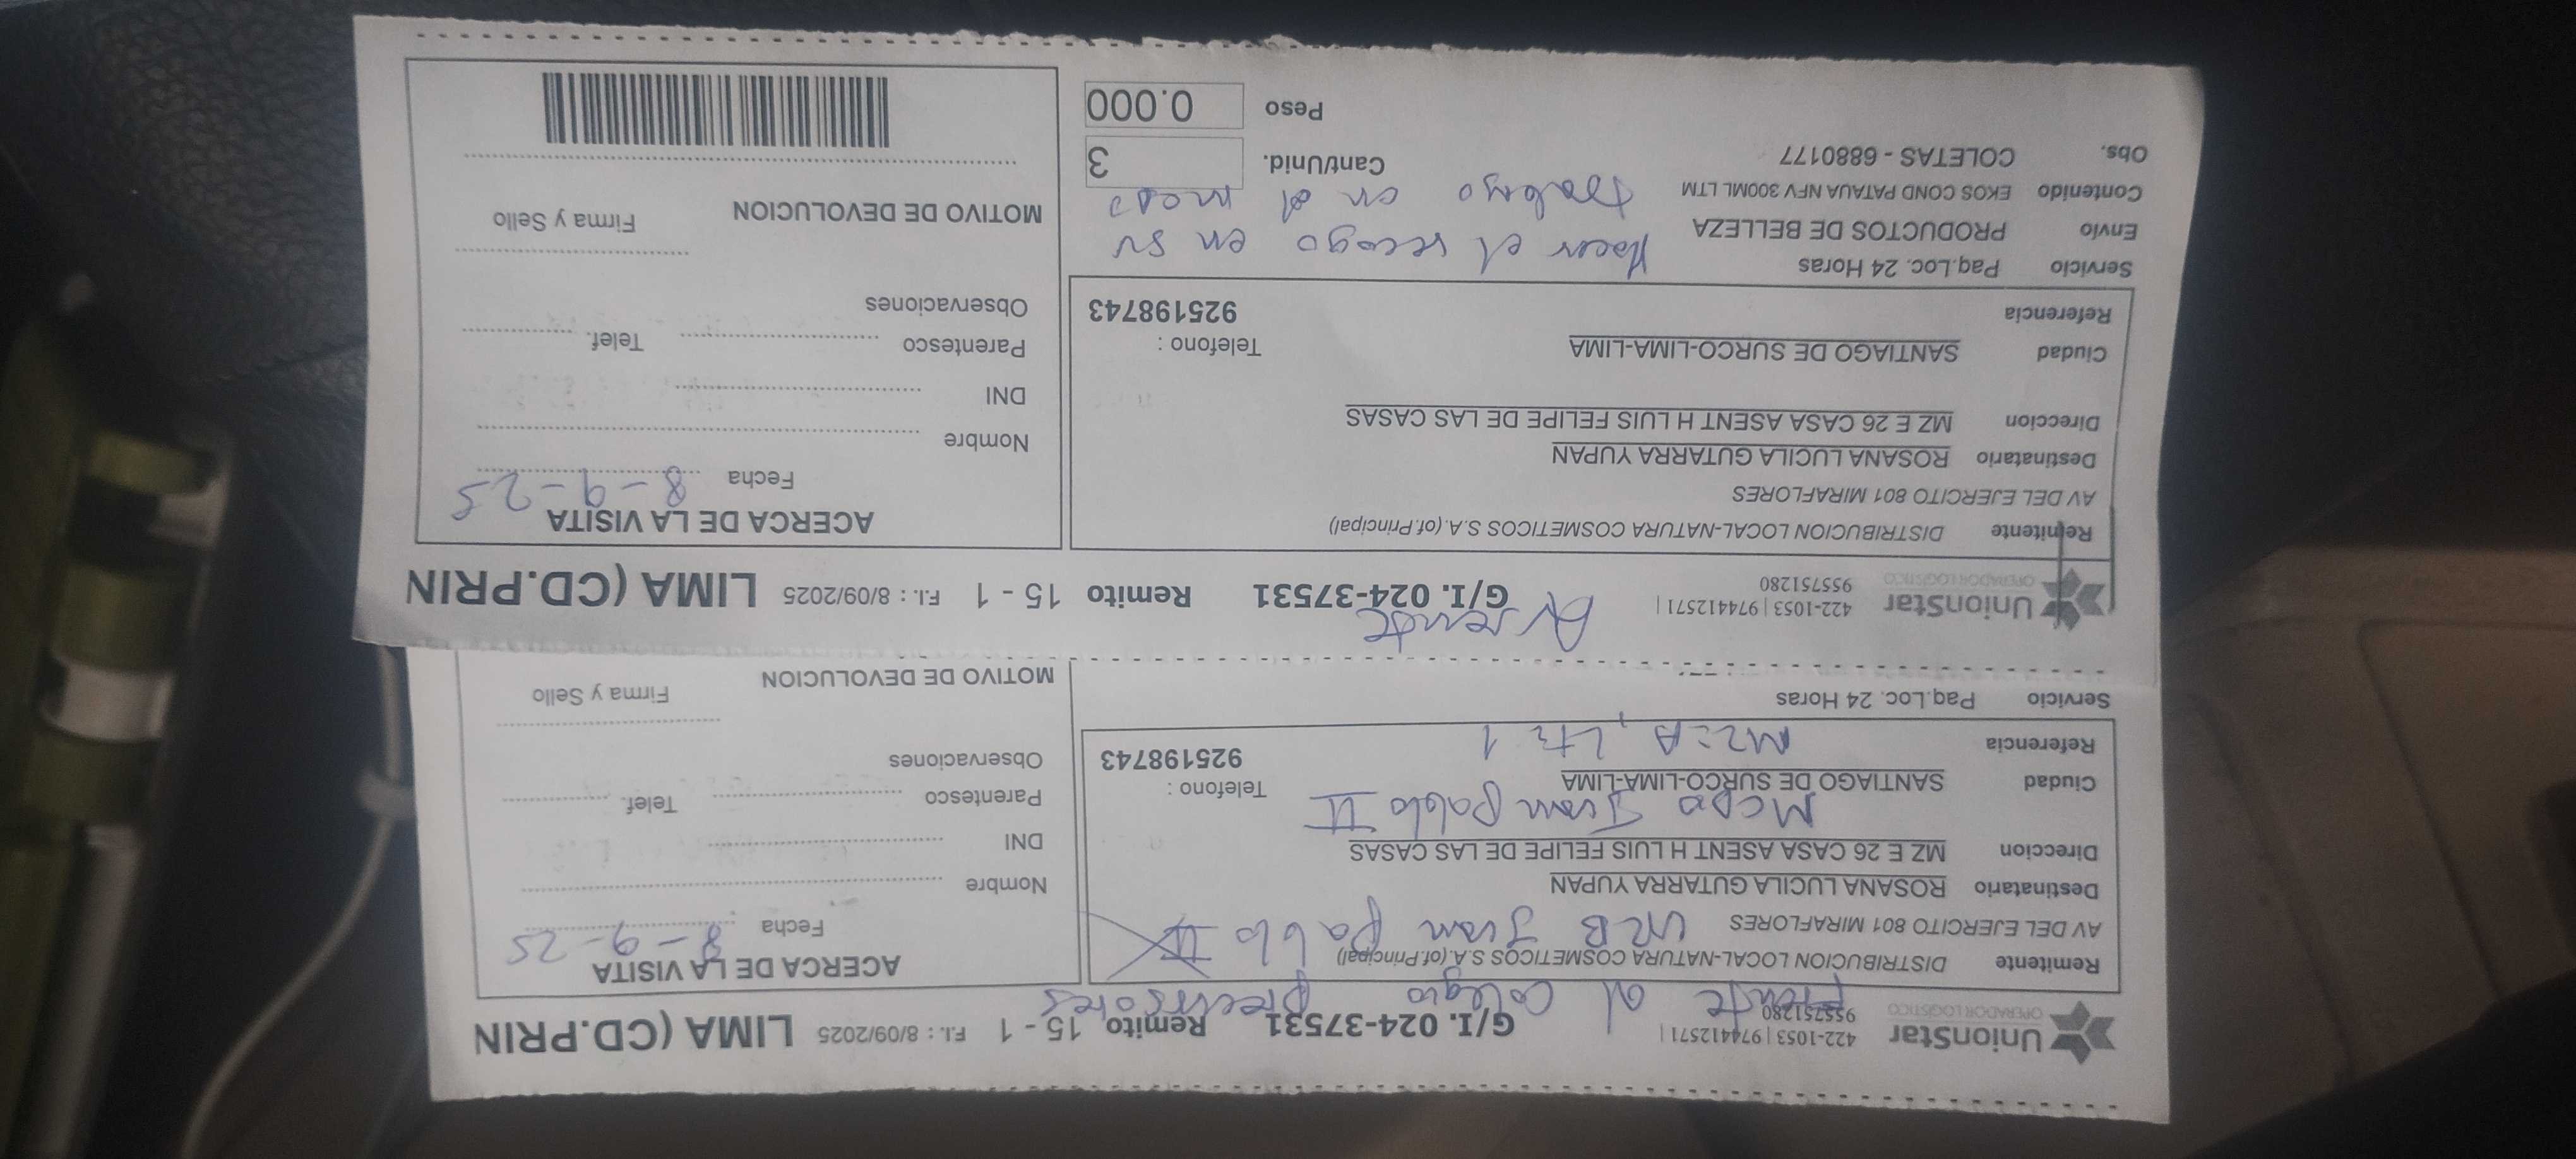 UnionStar
OPERADOR LOGISTICO
422-1053 | 974412571 |
955751280
G/I. 024-37531 Remito 15 - 1 F.I. : 8/09/2025 LIMA (CD.PRIN
frente al colegio precursores
Remitente DISTRIBUCION LOCAL-NATURA COSMETICOS S.A.(of.Principal)
AV DEL EJERCITO 801 MIRAFLORES
URB Juan pablo II
Destinatario ROSANA LUCILA GUTARRA YUPAN
Direccion MZ E 26 CASA ASENT H LUIS FELIPE DE LAS CASAS
Mcdo Juan pablo II
Ciudad SANTIAGO DE SURCO-LIMA-LIMA
Telefono :
925198743
Referencia Mz=A, Lt= 1
Servicio Paq.Loc. 24 Horas
ACERCA DE LA VISITA
Fecha 8-9-25
Nombre
DNI
Parentesco Telef.
Observaciones
MOTIVO DE DEVOLUCION Firma y Sello
Ausente
UnionStar
OPERADOR LOGISTICO
422-1053 | 974412571 |
955751280
G/I. 024-37531 Remito 15 - 1 F.I. : 8/09/2025 LIMA (CD.PRIN
Remitente DISTRIBUCION LOCAL-NATURA COSMETICOS S.A.(of.Principal)
AV DEL EJERCITO 801 MIRAFLORES
Destinatario ROSANA LUCILA GUTARRA YUPAN
Direccion MZ E 26 CASA ASENT H LUIS FELIPE DE LAS CASAS
Ciudad SANTIAGO DE SURCO-LIMA-LIMA
Telefono :
925198743
Referencia
Servicio Paq.Loc. 24 Horas
Envio PRODUCTOS DE BELLEZA
Contenido EKOS COND PATAUA NFV 300ML LTM
Obs. COLETAS - 6880177
Hacer el recogo en su
trabajo en el mcdo
Cant/Unid. 3
Peso 0.000
ACERCA DE LA VISITA
Fecha 8-9-25
Nombre
DNI
Parentesco Telef.
Observaciones
MOTIVO DE DEVOLUCION Firma y Sello